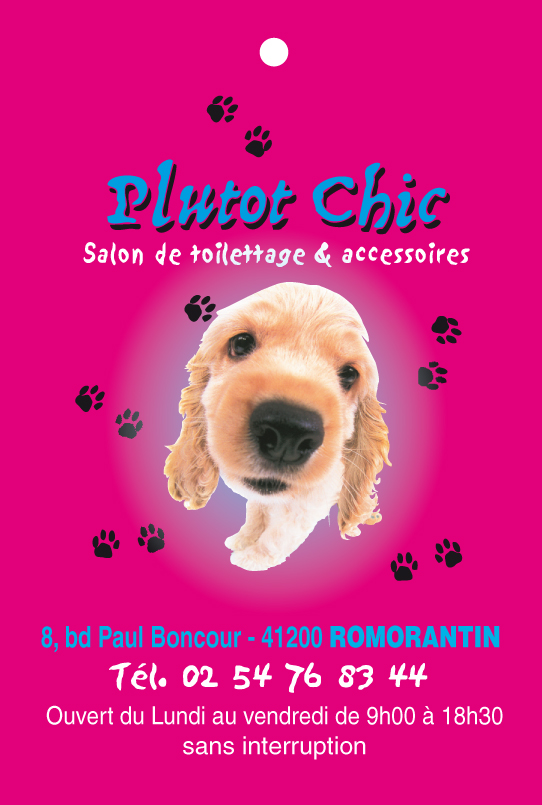 Plutot Chic
Salon de toilettage & accessoires
8, bd Paul Boncour - 41200 ROMORANTIN
Tél. 02 54 76 83 44
Ouvert du Lundi au vendredi de 9h00 à 18h30
sans interruption